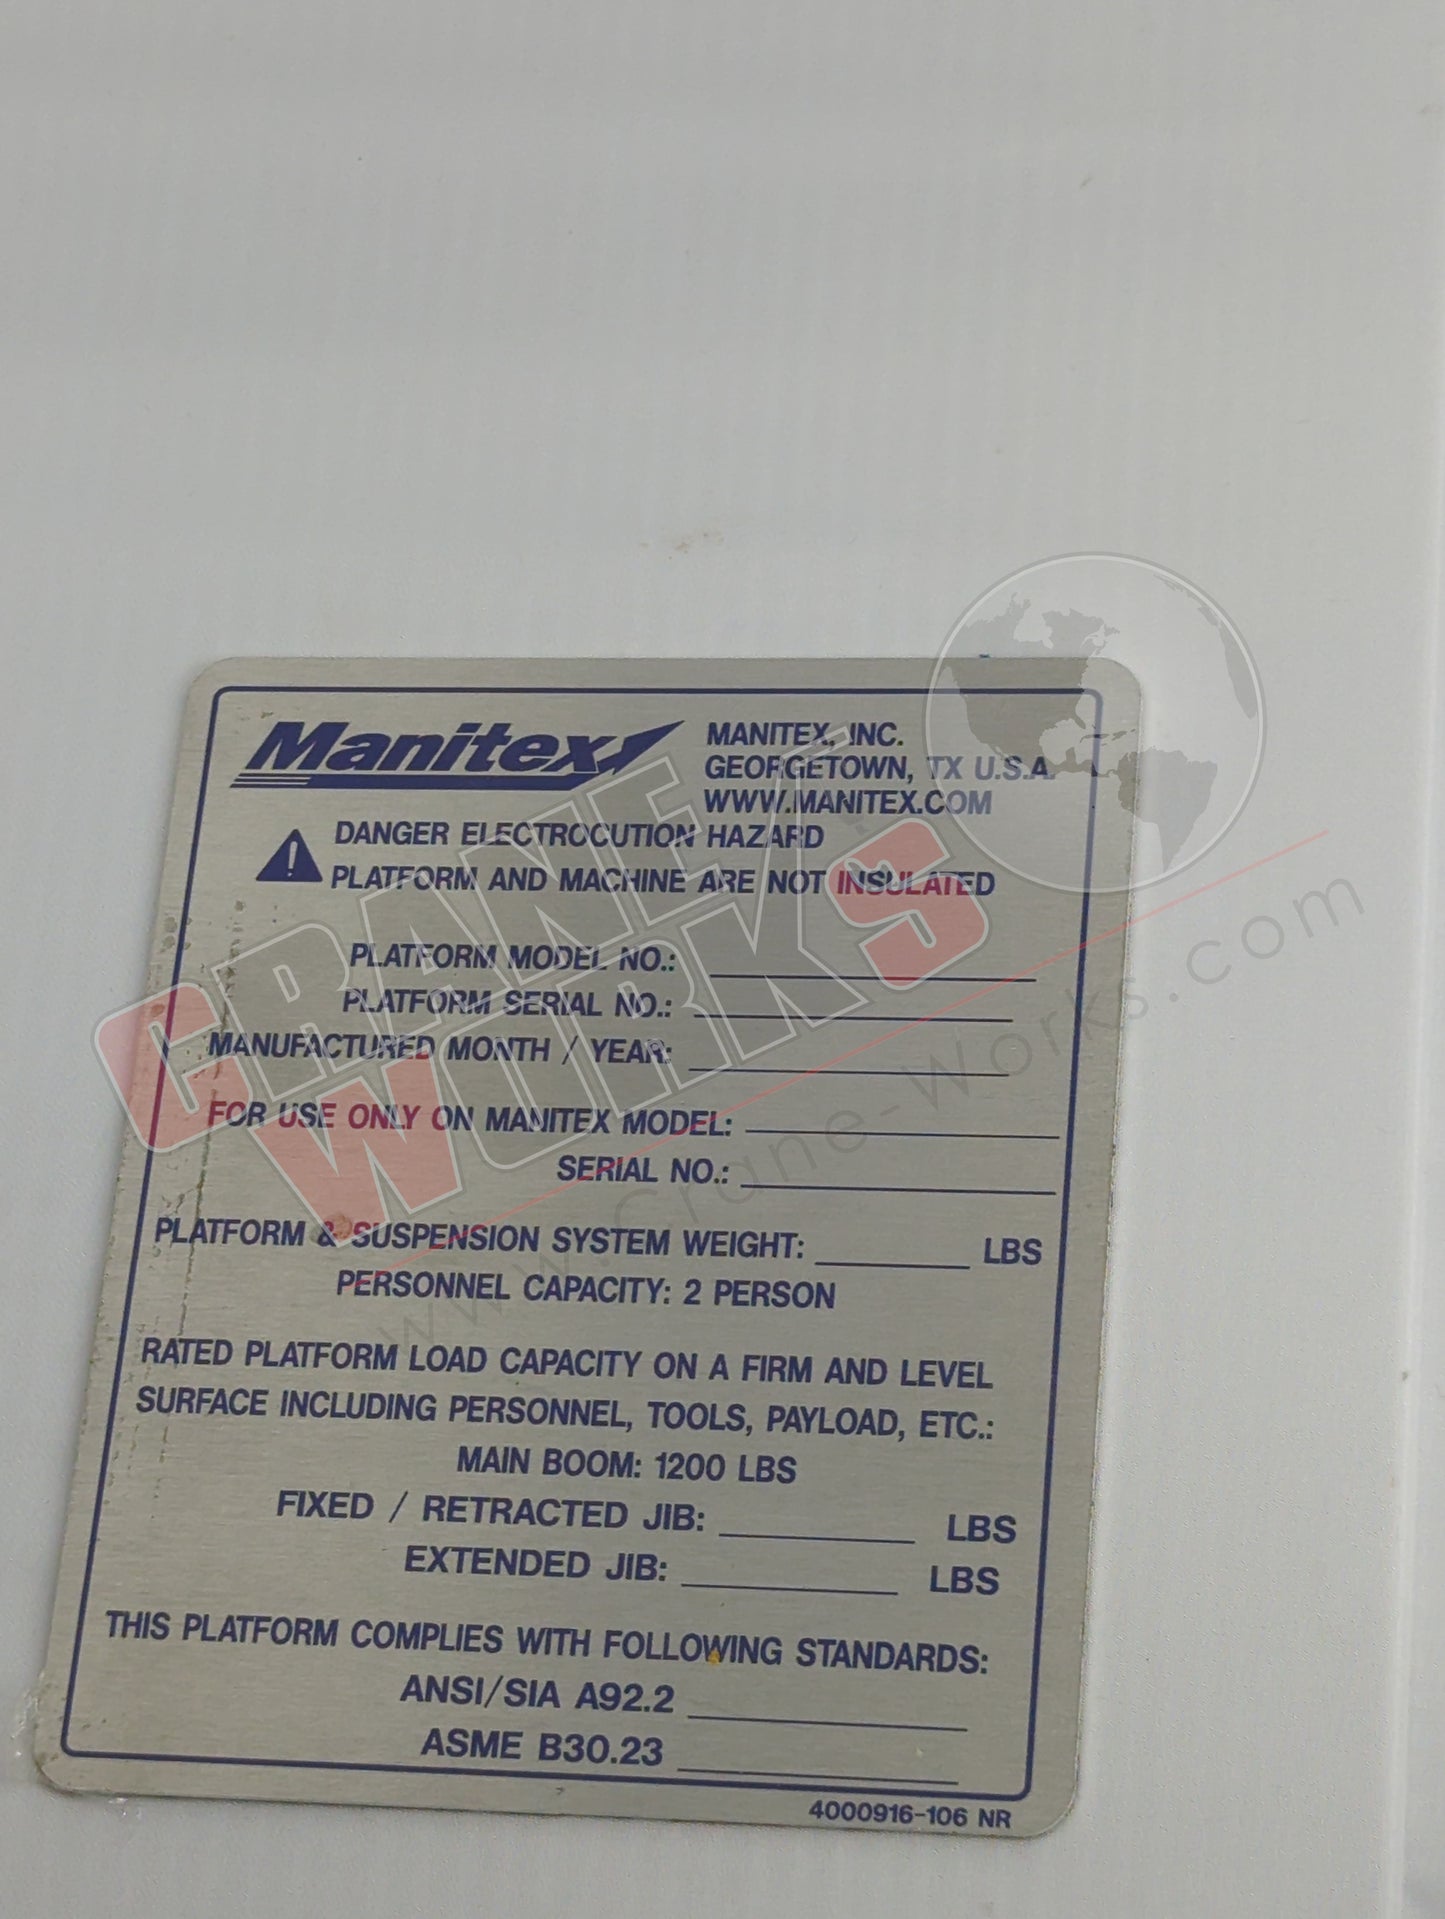 Manitex
MANITEX, INC.
GEORGETOWN, TX U.S.A.
WWW.MANITEX.COM
DANGER ELECTROCUTION HAZARD
PLATFORM AND MACHINE ARE NOT INSULATED
PLATFORM MODEL NO.:
PLATFORM SERIAL NO.:
MANUFACTURED MONTH / YEAR:
FOR USE ONLY ON MANITEX MODEL:
SERIAL NO.:
PLATFORM & SUSPENSION SYSTEM WEIGHT: LBS
PERSONNEL CAPACITY: 2 PERSON
RATED PLATFORM LOAD CAPACITY ON A FIRM AND LEVEL
SURFACE INCLUDING PERSONNEL, TOOLS, PAYLOAD, ETC.:
MAIN BOOM: 1200 LBS
FIXED / RETRACTED JIB: LBS
EXTENDED JIB: LBS
THIS PLATFORM COMPLIES WITH FOLLOWING STANDARDS:
ANSI/SIA A92.2
ASME B30.23
4000916-106 NR
CRANE
WORKS
www.Crane-Works.com